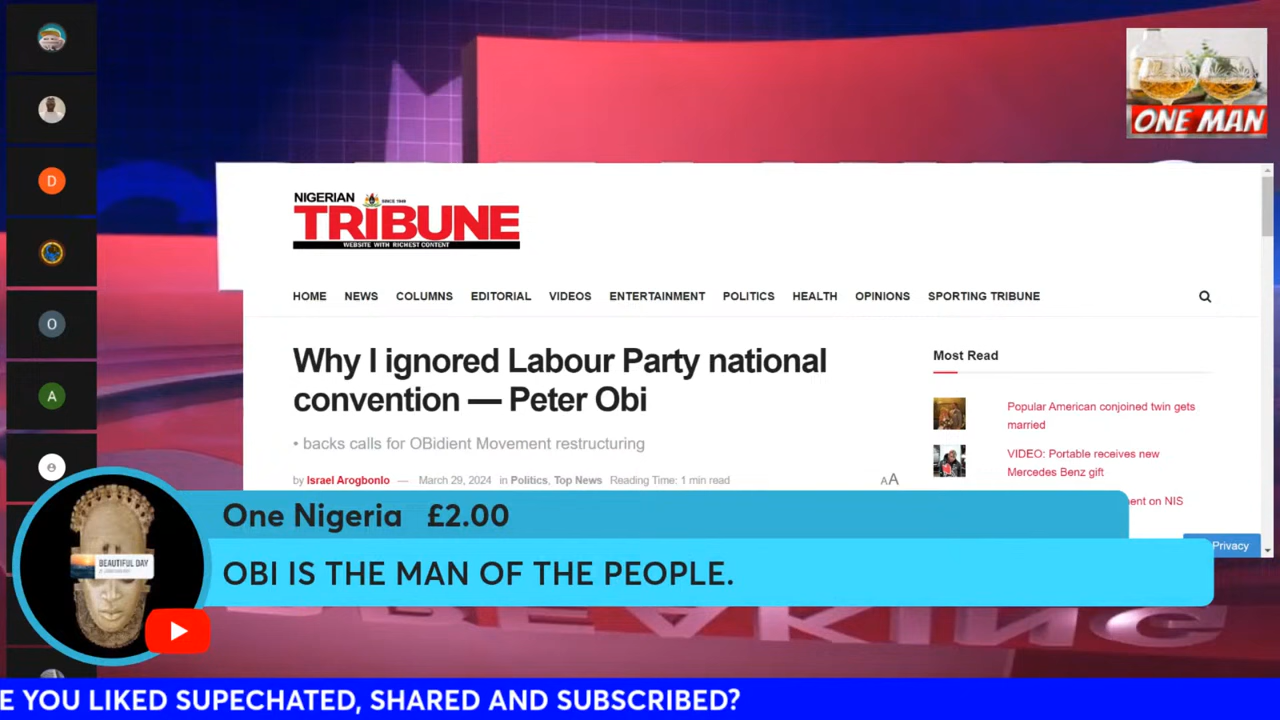 ONE MAN
NIGERIAN
SINCE 1949
TRIBUNE
WEBSITE WITH RICHEST CONTENT
HOME NEWS COLUMNS EDITORIAL VIDEOS ENTERTAINMENT POLITICS HEALTH OPINIONS SPORTING TRIBUNE
Why I ignored Labour Party national
convention — Peter Obi
• backs calls for OBidient Movement restructuring
by Israel Arogbonlo — March 29, 2024 in Politics, Top News Reading Time: 1 min read AA
Most Read
Popular American conjoined twin gets
married
VIDEO: Portable receives new
Mercedes Benz gift
ent on NIS
Privacy
D
O
A
BEAUTIFUL DAY
One Nigeria £2.00
OBI IS THE MAN OF THE PEOPLE.
BREAKING
E YOU LIKED SUPECHATED, SHARED AND SUBSCRIBED?